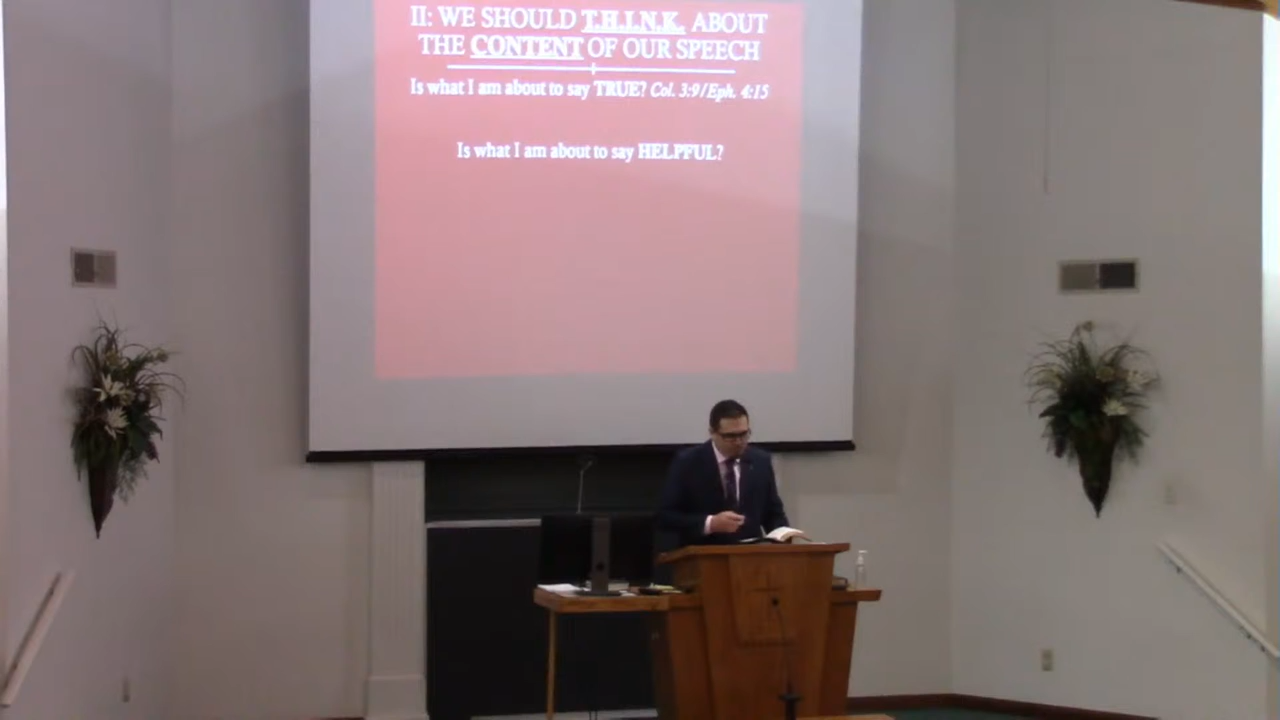 II: WE SHOULD T.H.I.N.K. ABOUT
THE CONTENT OF OUR SPEECH
Is what I am about to say TRUE? Col. 3:9/Eph. 4:15
Is what I am about to say HELPFUL?